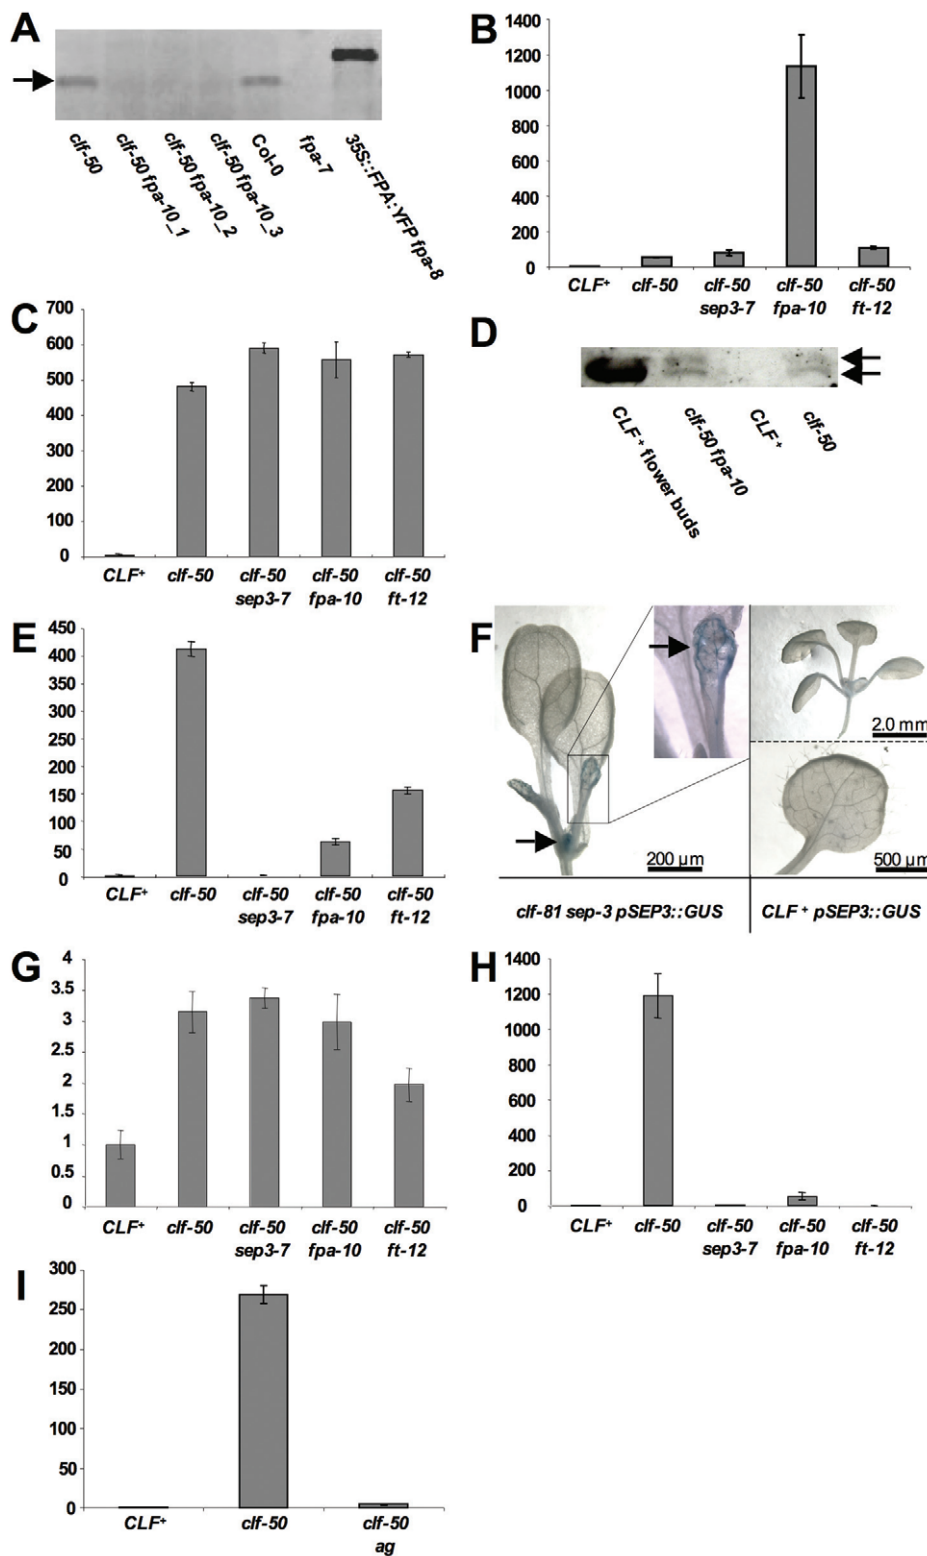 A
clf-50
clf-50 fpa-10_1
clf-50 fpa-10_2
clf-50 fpa-10_3
Col-0
fpa-7
35S::FPA:YFP fpa-8
B
1400
1200
1000
800
600
400
200
0
CLF+
clf-50
clf-50
sep3-7
clf-50
fpa-10
clf-50
ft-12
C
700
600
500
400
300
200
100
0
CLF+
clf-50
clf-50
sep3-7
clf-50
fpa-10
clf-50
ft-12
D
CLF+ flower buds
clf-50 fpa-10
CLF+
clf-50
E
450
400
350
300
250
200
150
100
50
0
CLF+
clf-50
clf-50
sep3-7
clf-50
fpa-10
clf-50
ft-12
F
2.0 mm
200 µm
500 µm
clf-81 sep-3 pSEP3::GUS
CLF+ pSEP3::GUS
G
4
3.5
3
2.5
2
1.5
1
0.5
0
CLF+
clf-50
clf-50
sep3-7
clf-50
fpa-10
clf-50
ft-12
H
1400
1200
1000
800
600
400
200
0
CLF+
clf-50
clf-50
sep3-7
clf-50
fpa-10
clf-50
ft-12
I
300
250
200
150
100
50
0
CLF+
clf-50
clf-50
ag